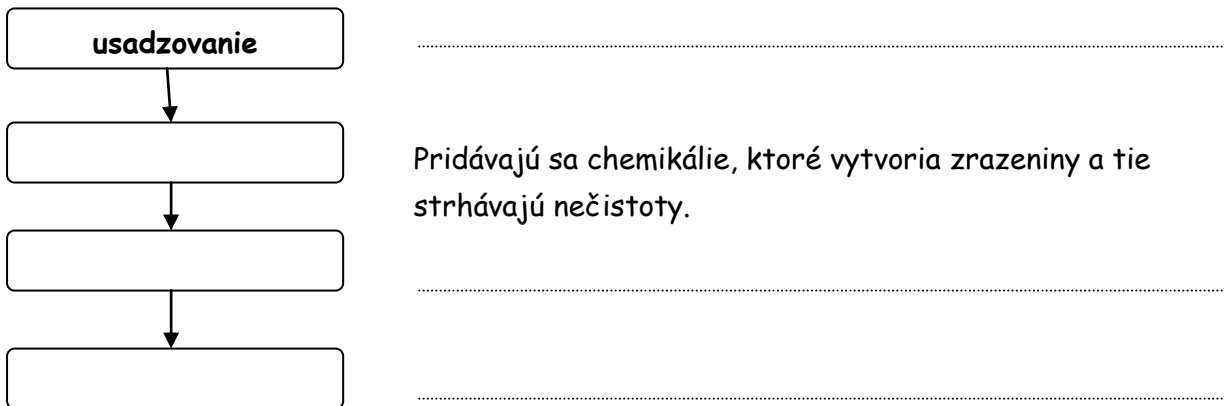 usadzovanie
Pridávajú sa chemikálie, ktoré vytvoria zrazeniny a tie
strhávajú nečistoty.